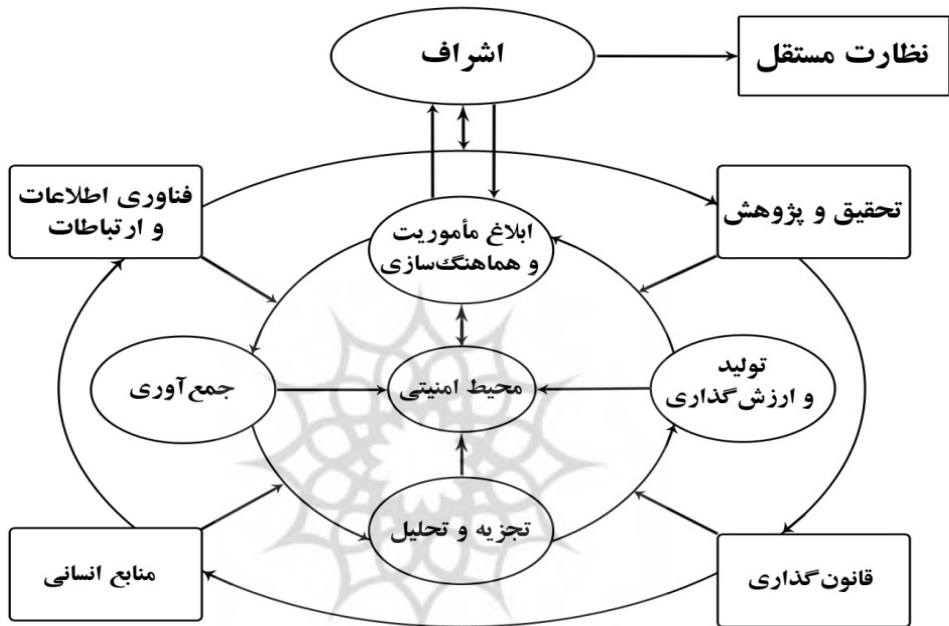 اشراف
نظارت مستقل
تحقیق و پژوهش
فناوری اطلاعات
و ارتباطات
ابلاغ مأموریت
و هماهنگ‌سازی
تولید
و ارزش‌گذاری
محیط امنیتی
جمع‌آوری
تجزیه و تحلیل
قانون‌گذاری
منابع انسانی